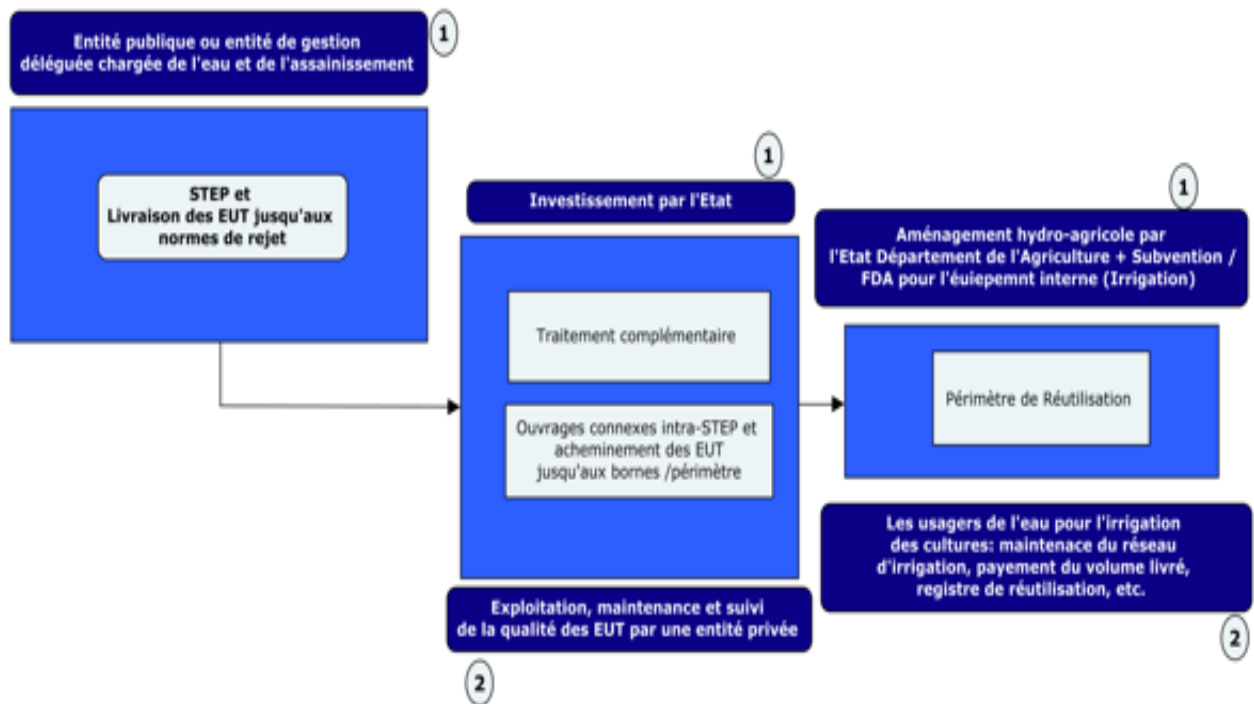 Entité publique ou entité de gestion
déléguée chargée de l'eu et de l'assainissement
1
STEP et
Livraison des EUT jusqu'aux
normes de rejet
1
Investissement par l'Etat
Traitement complémentaire
Ouvrages connexes intra-STEP et
acheminement des EUT
jusqu'aux bornes /périmètre
Exploitation, maintenance et suivi
de la qualité des EUT par une entité privée
2
1
Aménagement hydro-agricole par
l'Etat Département de l'Agriculture + Subvention /
FDA pour l'éuiepemnt interne (Irrigation)
Périmètre de Réutilisation
Les usagers de l'eau pour l'irrigation
des cultures: maintenace du réseau
d'irrigation, payement du volume livré,
registre de réutilisation, etc.
2